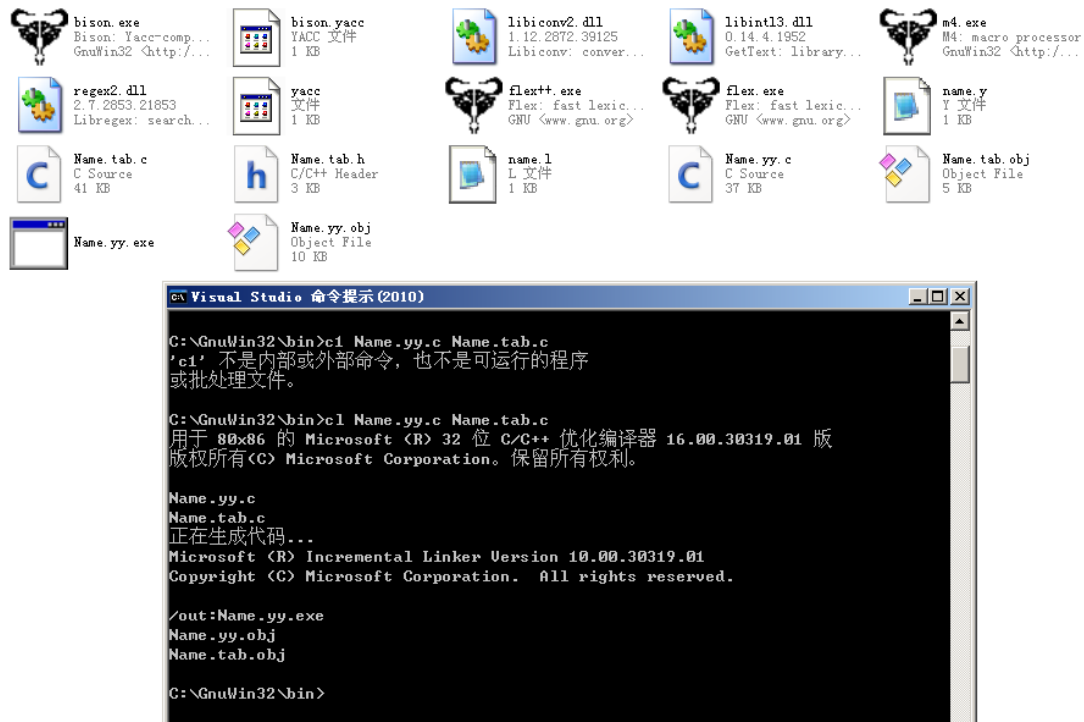 bison.exe
Bison: Yacc-comp...
GnuWin32 <http:/...
bison.yacc
YACC 文件
1 KB
libiconv2.dll
1.12.2872.39125
Libiconv: conver...
libintl3.dll
0.14.4.1952
GetText: library...
m4.exe
M4: macro processor
GnuWin32 <http:/...
regex2.dll
2.7.2853.21853
Libregex: search...
yacc
文件
1 KB
flex++.exe
Flex: fast lexic...
GNU <www.gnu.org>
flex.exe
Flex: fast lexic...
GNU <www.gnu.org>
name.y
Y 文件
1 KB
Name.tab.c
C Source
41 KB
Name.tab.h
C/C++ Header
3 KB
name.l
L 文件
1 KB
Name.yy.c
C Source
37 KB
Name.tab.obj
Object File
5 KB
Name.yy.exe
Name.yy.obj
Object File
10 KB
Visual Studio 命令提示(2010)
C:\GnuWin32\bin>c1 Name.yy.c Name.tab.c
'c1' 不是内部或外部命令，也不是可运行的程序
或批处理文件。
C:\GnuWin32\bin>cl Name.yy.c Name.tab.c
用于 80x86 的 Microsoft (R) 32 位 C/C++ 优化编译器 16.00.30319.01 版
版权所有(C) Microsoft Corporation。保留所有权利。
Name.yy.c
Name.tab.c
正在生成代码...
Microsoft (R) Incremental Linker Version 10.00.30319.01
Copyright (C) Microsoft Corporation.  All rights reserved.
/out:Name.yy.exe
Name.yy.obj
Name.tab.obj
C:\GnuWin32\bin>